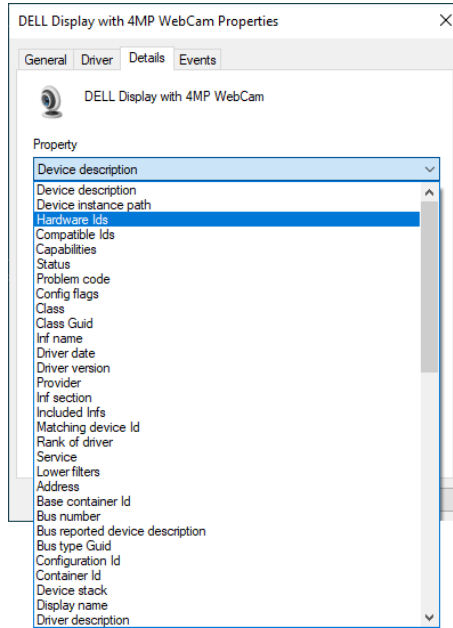 DELL Display with 4MP WebCam Properties
General Driver Details Events
DELL Display with 4MP WebCam
Property
Device description
Device description
Device instance path
Hardware Ids
Compatible Ids
Capabilities
Status
Problem code
Config flags
Class
Class Guid
Inf name
Driver date
Driver version
Provider
Inf section
Included Infs
Matching device Id
Rank of driver
Service
Lower filters
Address
Base container Id
Bus number
Bus reported device description
Bus type Guid
Configuration Id
Container Id
Device stack
Display name
Driver description